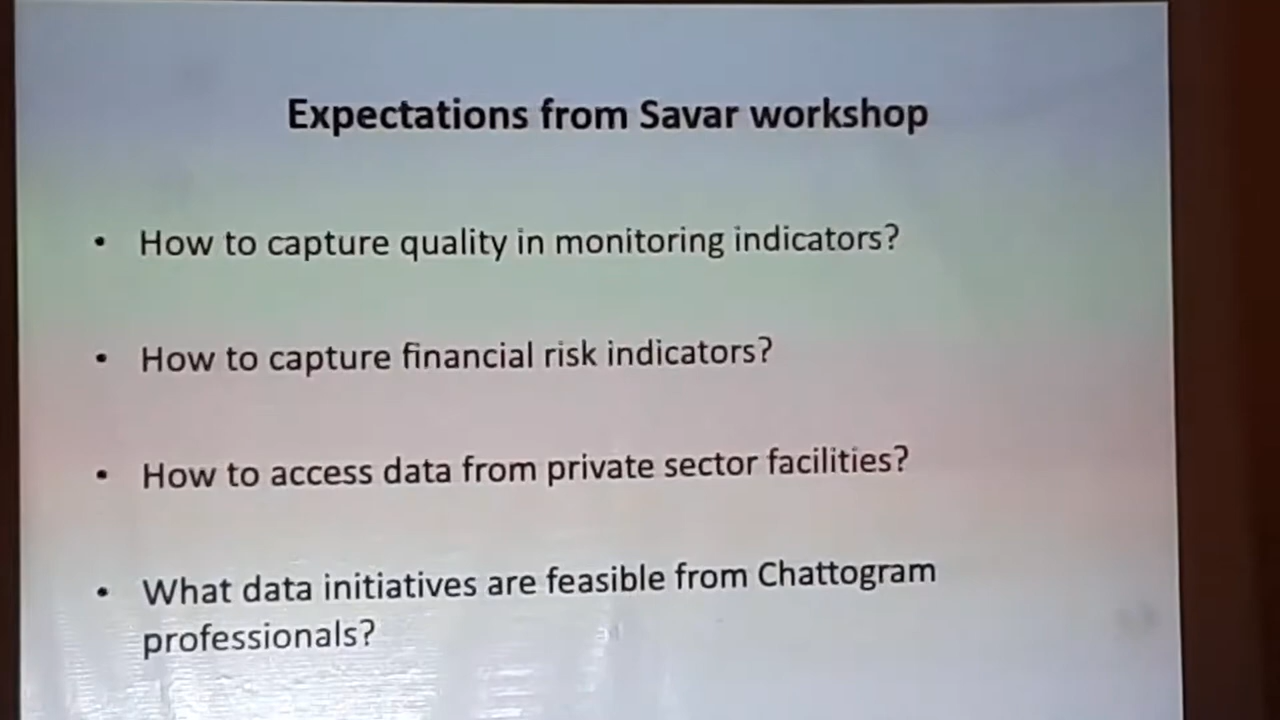 Expectations from Savar workshop
• How to capture quality in monitoring indicators?
• How to capture financial risk indicators?
• How to access data from private sector facilities?
• What data initiatives are feasible from Chattogram
professionals?